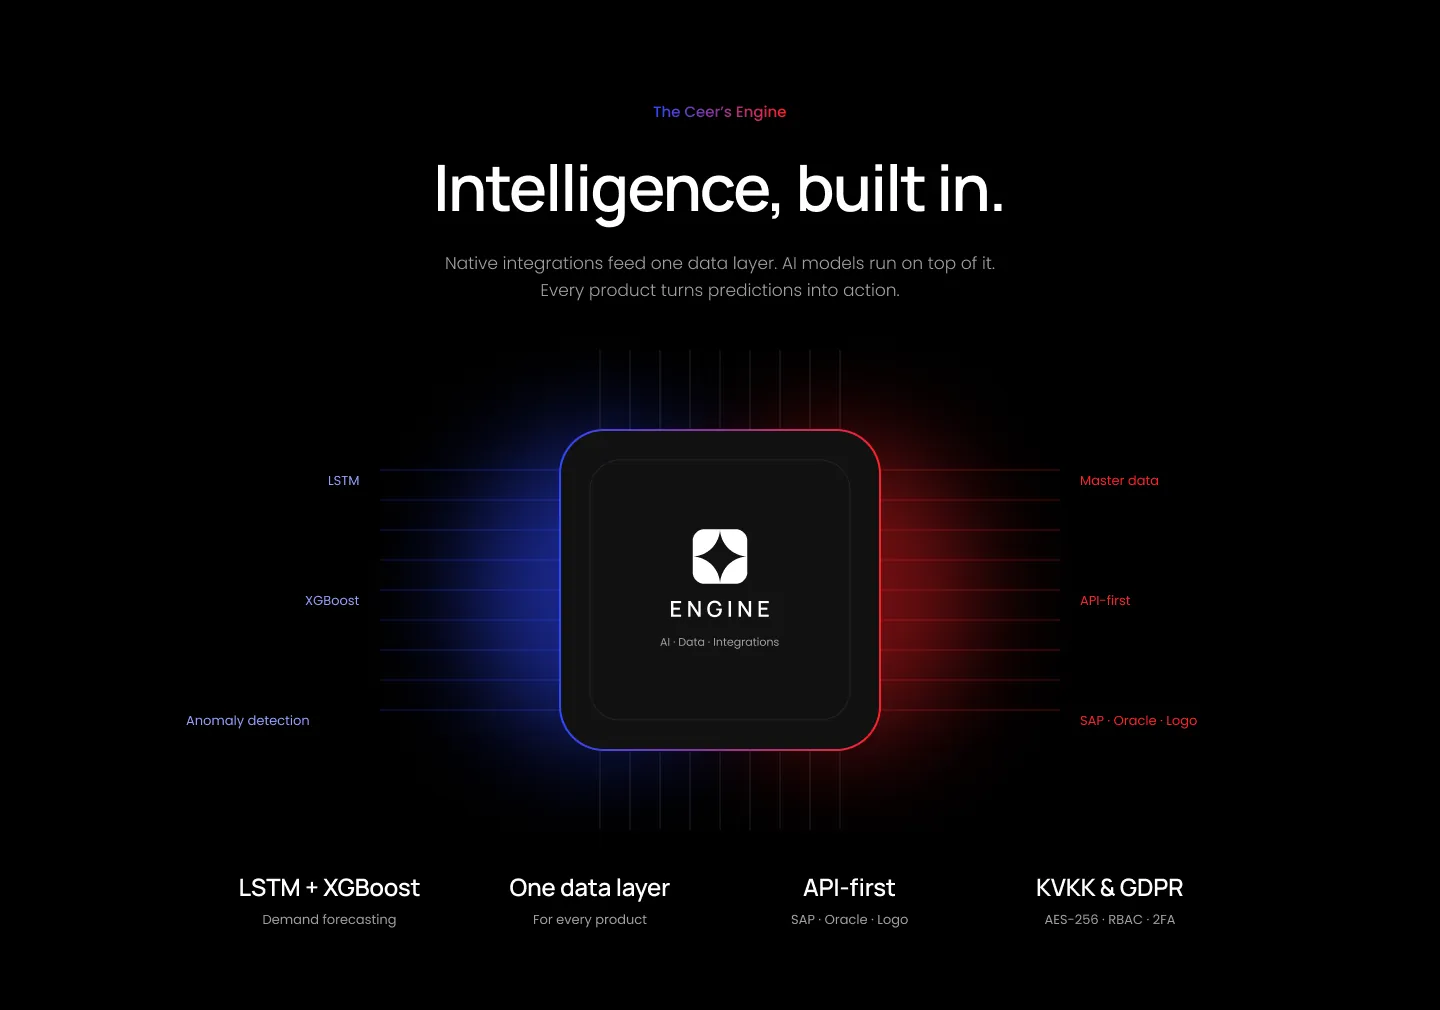 The Ceer's Engine
Intelligence, built in.
Native integrations feed one data layer. AI models run on top of it.
Every product turns predictions into action.
LSTM
XGBoost
Anomaly detection
ENGINE
AI · Data · Integrations
Master data
API-first
SAP · Oracle · Logo
LSTM + XGBoost
Demand forecasting
One data layer
For every product
API-first
SAP · Oracle · Logo
KVKK & GDPR
AES-256 · RBAC · 2FA